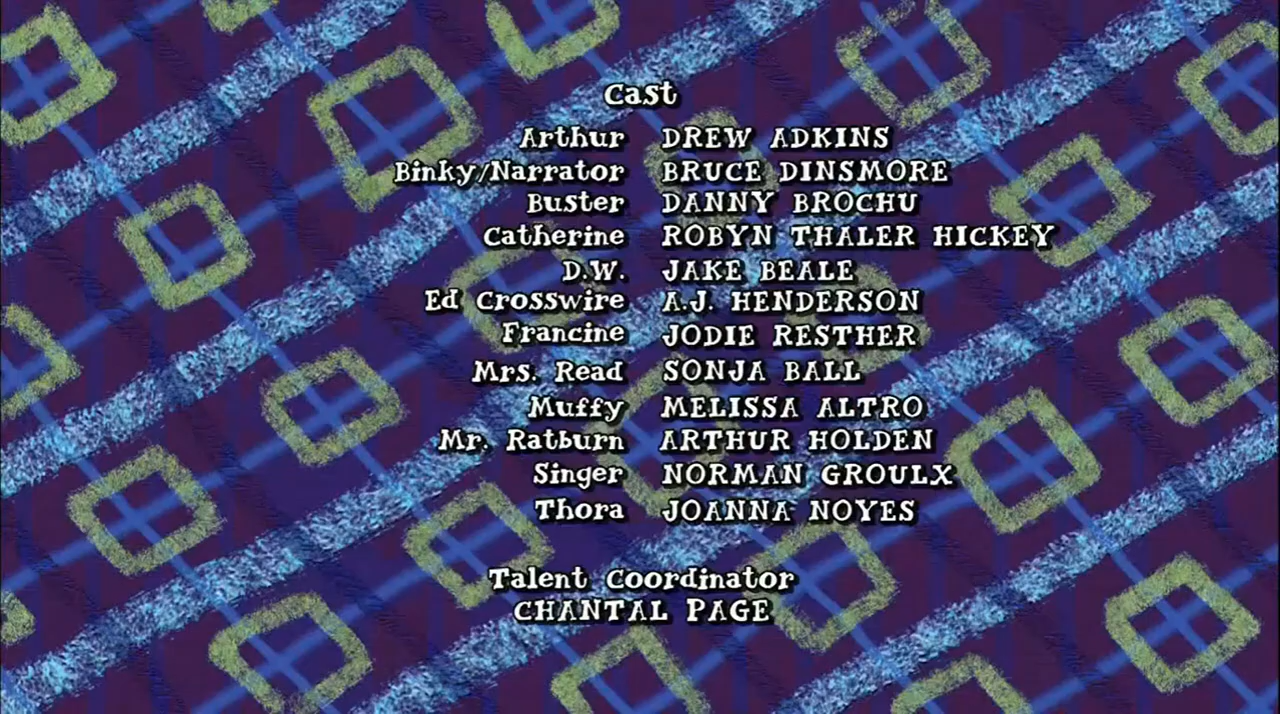 Cast
Arthur DREW ADKINS
Binky/Narrator BRUCE DINSMORE
Buster DANNY BROCHU
Catherine ROBYN THALER HICKEY
D.W. JAKE BEALE
Ed Crosswire A.J. HENDERSON
Francine JODIE RESTHER
Mrs. Read SONJA BALL
Muffy MELISSA ALTRO
Mr. Ratburn ARTHUR HOLDEN
Singer NORMAN GROULX
Thora JOANNA NOYES
Talent Coordinator
CHANTAL PAGE